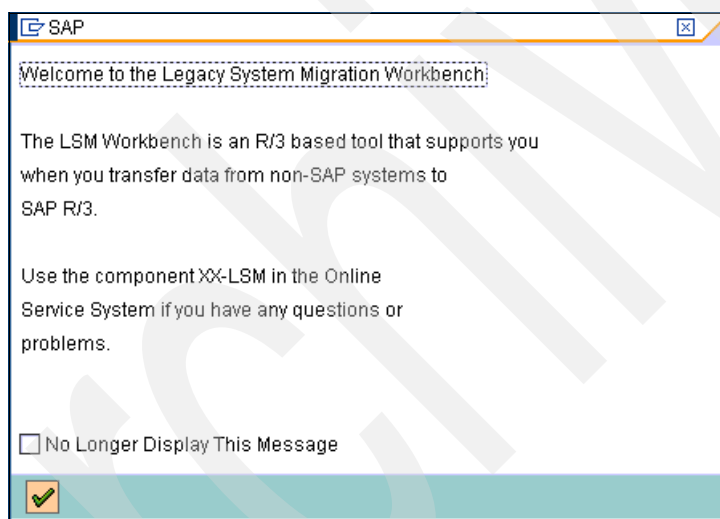 SAP
Welcome to the Legacy System Migration Workbench
The LSM Workbench is an R/3 based tool that supports you
when you transfer data from non-SAP systems to
SAP R/3.
Use the component XX-LSM in the Online
Service System if you have any questions or
problems.
No Longer Display This Message